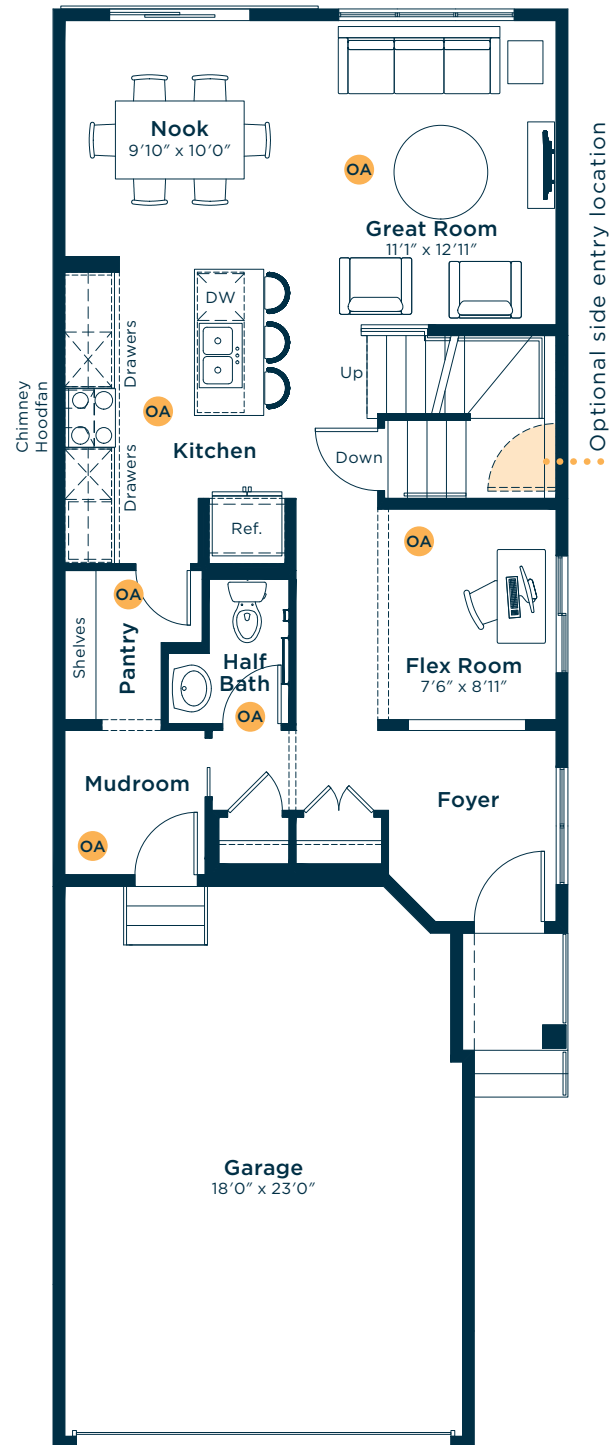 Nook
9'10" x 10'0"
OA
Great Room
11'1" x 12'11"
Optional side entry location
DW
Drawers
Chimney
Hoodfan
Up
OA
Kitchen
Drawers
Down
Ref.
OA
OA
Shelves
Pantry
Half
Bath
Flex Room
7'6" x 8'11"
OA
Mudroom
Foyer
OA
Garage
18'0" x 23'0"